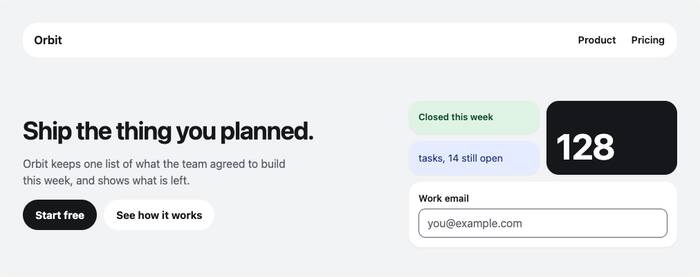 Orbit
Product
Pricing
Ship the thing you planned.
Orbit keeps one list of what the team agreed to build
this week, and shows what is left.
Start free
See how it works
Closed this week
128
tasks, 14 still open
Work email
you@example.com